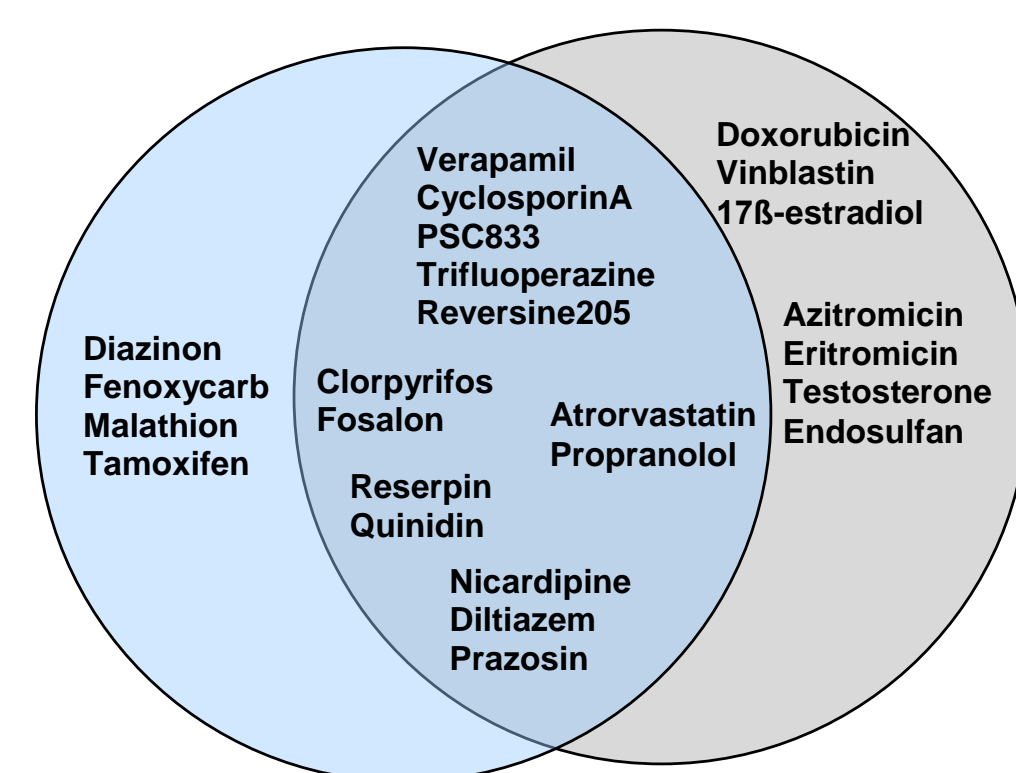 Doxorubicin
Vinblastin
17ß-estradiol
Verapamil
CyclosporinA
PSC833
Trifluoperazine
Reversine205
Azitromicin
Eritromicin
Testosterone
Endosulfan
Diazinon
Fenoxycarb
Malathion
Tamoxifen
Clorpyrifos
Fosalon
Atrorvastatin
Propranolol
Reserpin
Quinidin
Nicardipine
Diltiazem
Prazosin